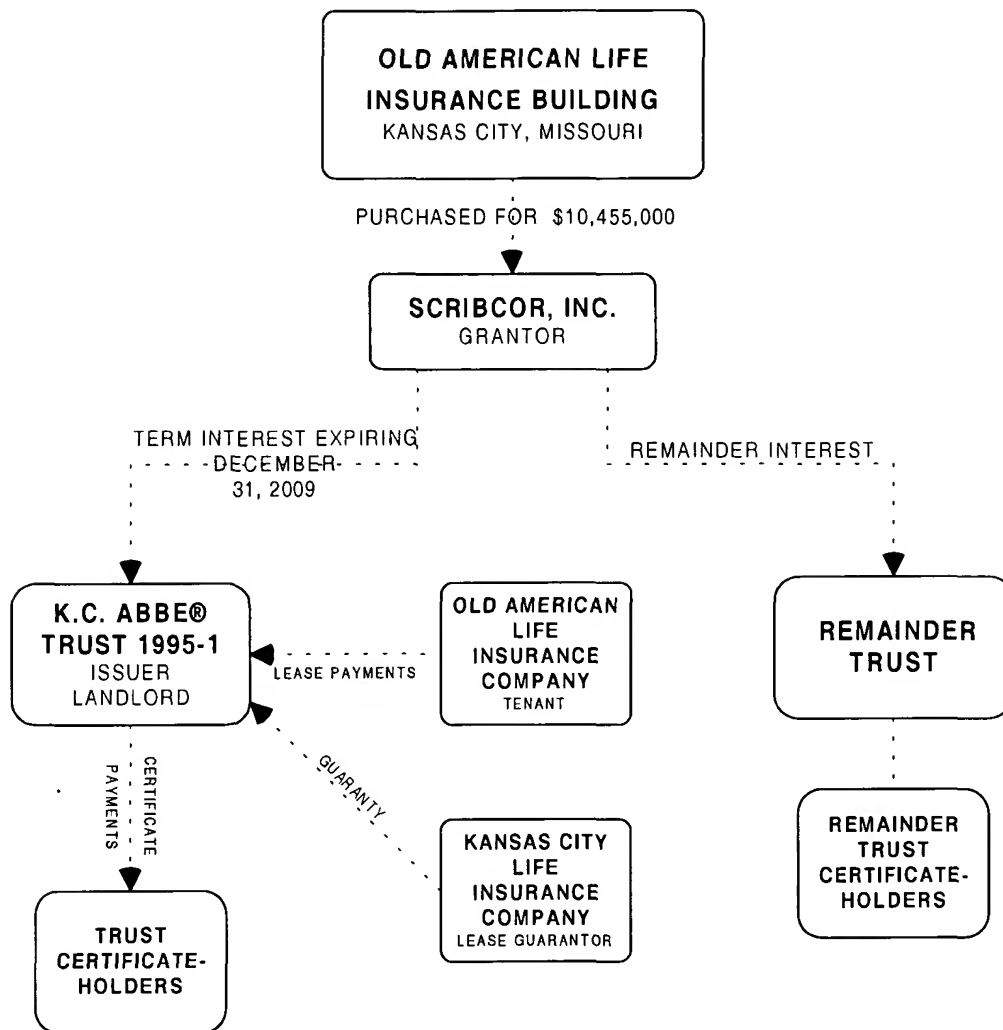 OLD AMERICAN LIFE
INSURANCE BUILDING
KANSAS CITY, MISSOURI
PURCHASED FOR $10,455,000
SCRIBCOR, INC.
GRANTOR
TERM INTEREST EXPIRING
DECEMBER
31, 2009
REMAINDER INTEREST
K.C. ABBE®
TRUST 1995-1
ISSUER
LANDLORD
LEASE PAYMENTS
OLD AMERICAN
LIFE
INSURANCE
COMPANY
TENANT
REMAINDER
TRUST
CERTIFICATE
PAYMENTS
GUARANTY
KANSAS CITY
LIFE
INSURANCE
COMPANY
LEASE GUARANTOR
REMAINDER
TRUST
CERTIFICATE-
HOLDERS
TRUST
CERTIFICATE-
HOLDERS